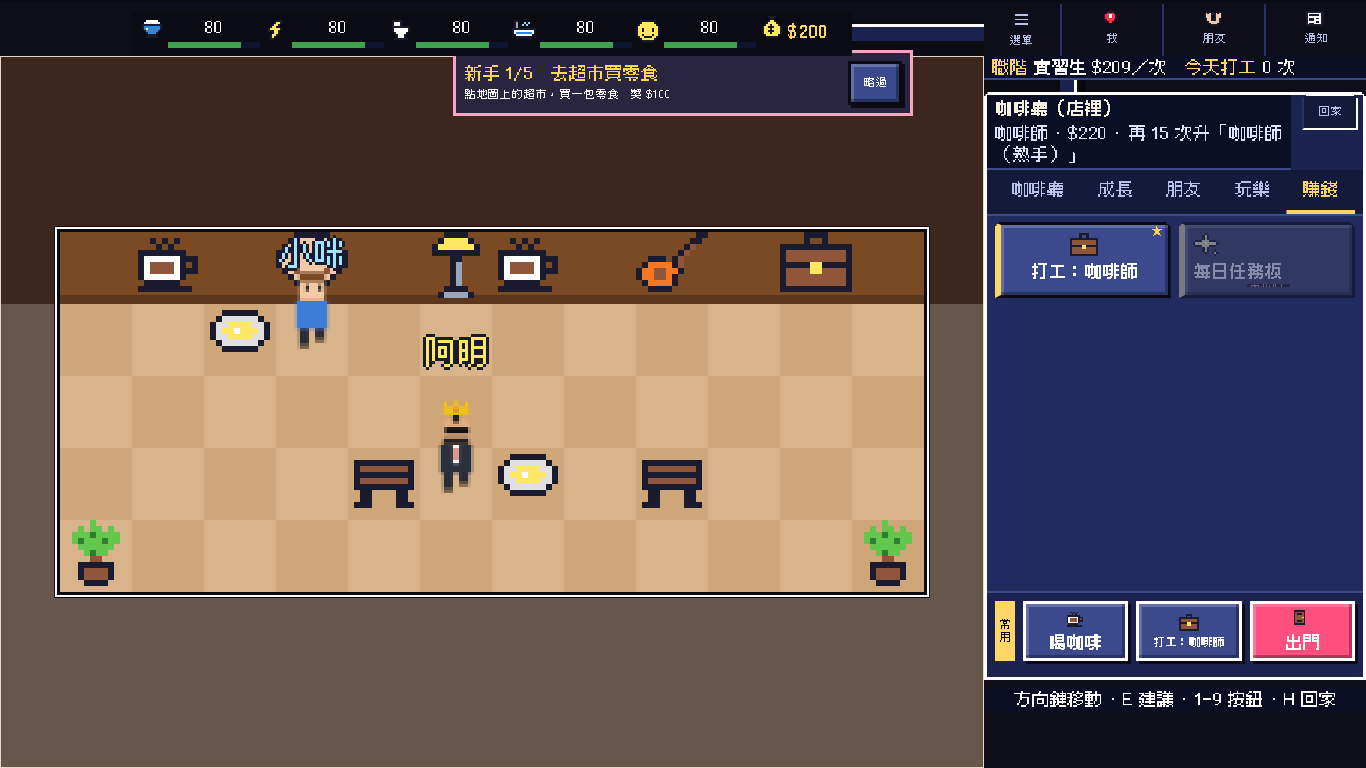 80
80
80
80
80
$200
新手 1/5　去超市買零食
點地圖上的超市，買一包零食　獎 $100
略過
選單
我
朋友
通知
職階 實習生 $209／次　今天打工 0 次
咖啡廳（店裡）
咖啡師 · $220 · 再 15 次升「咖啡師
（熟手）」
回家
咖啡廳
成長
朋友
玩樂
賺錢
打工：咖啡師
每日任務板
小咪
阿明
常用
喝咖啡
打工：咖啡師
出門
方向鍵移動 · E 建議 · 1-9 按鈕 · H 回家